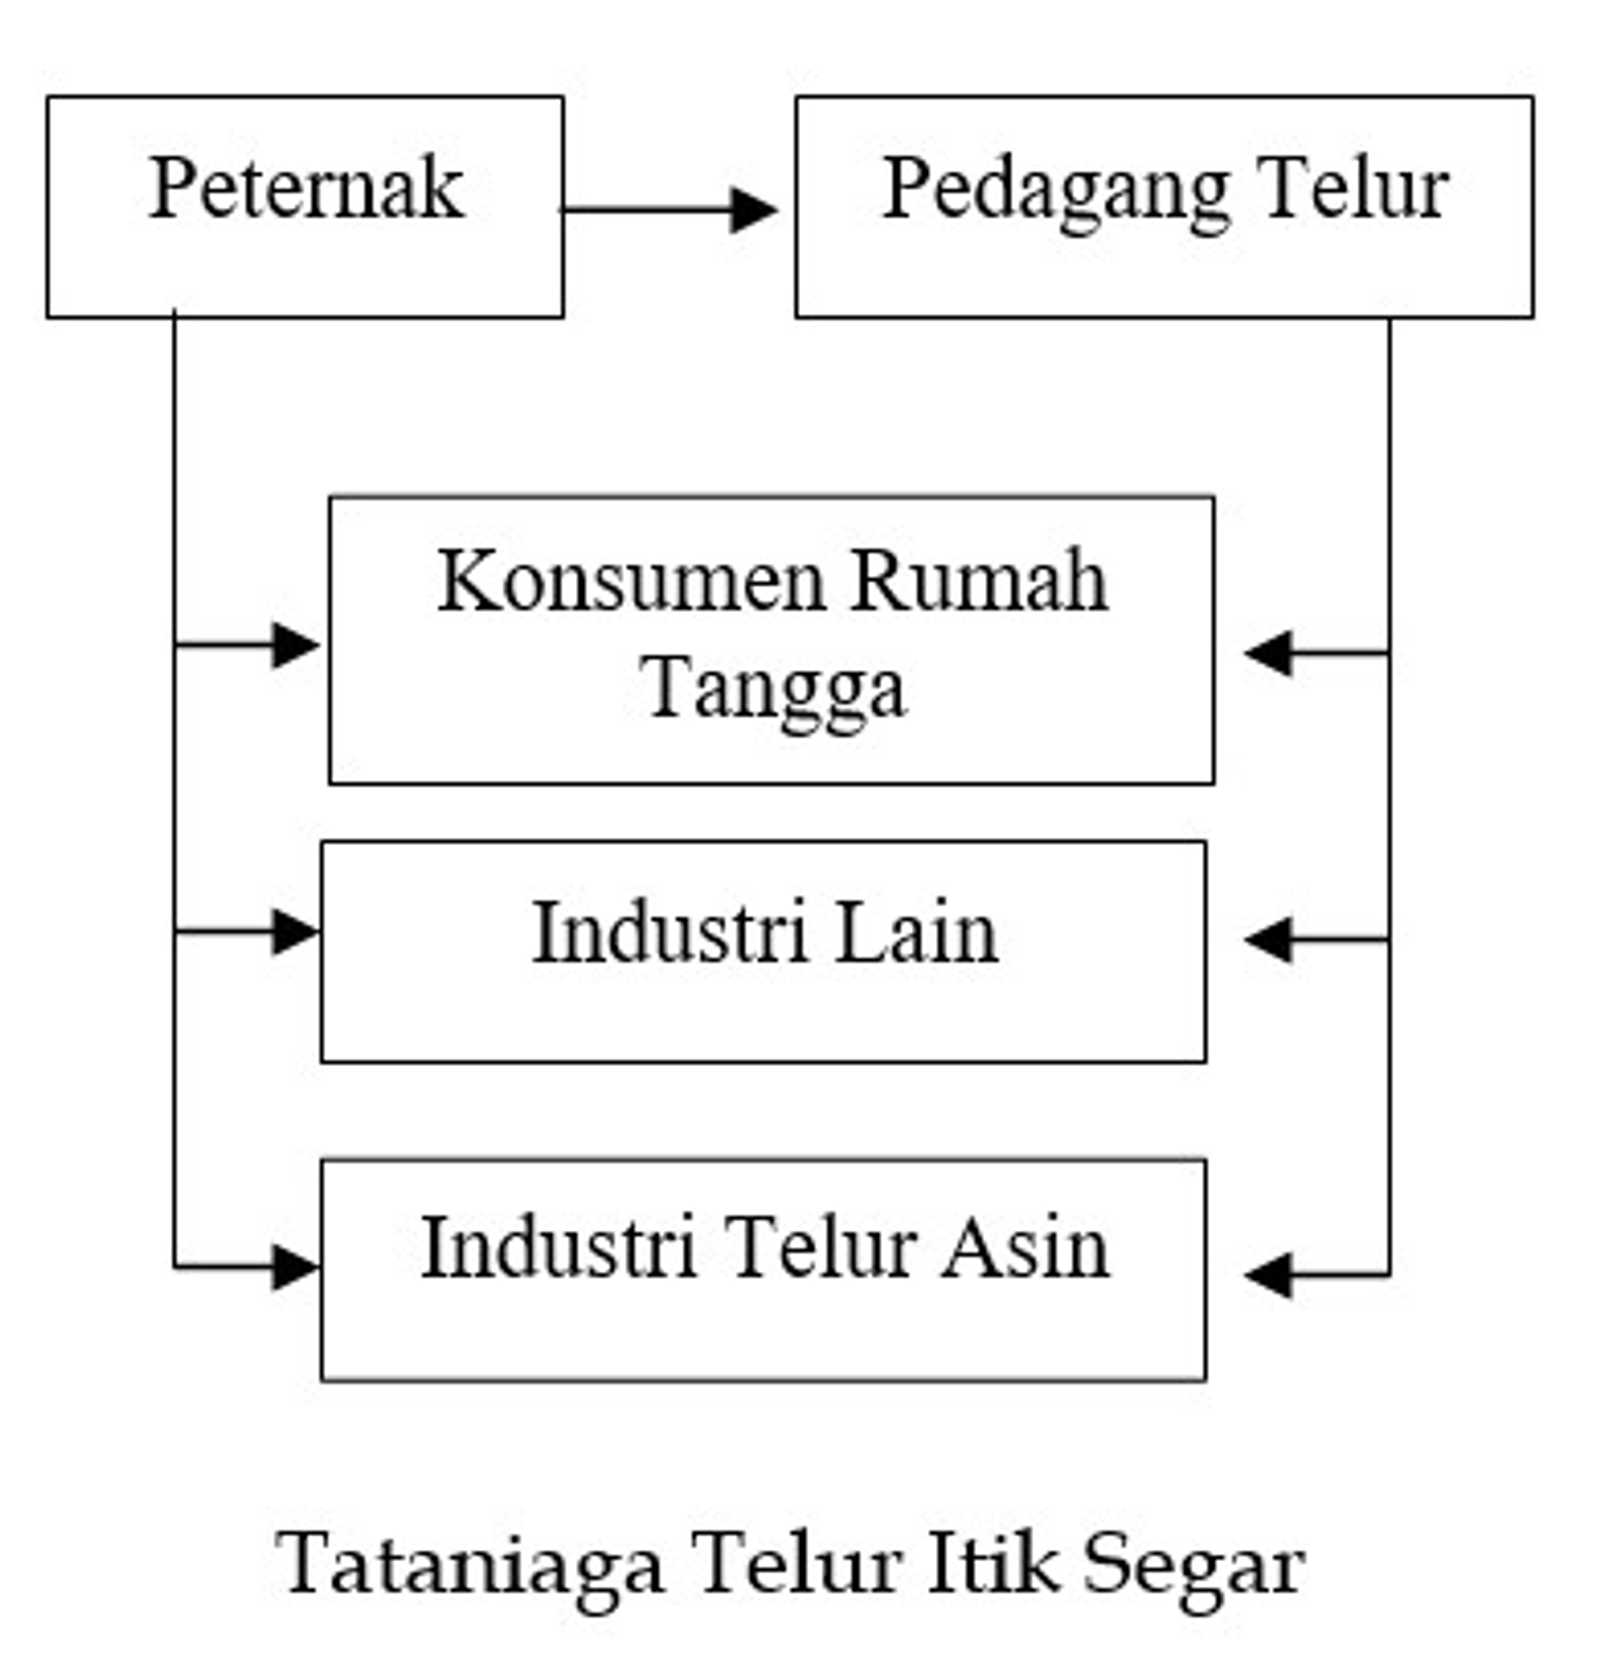 Peternak
Pedagang Telur
Konsumen Rumah
Tangga
Industri Lain
Industri Telur Asin
Tataniaga Telur Itik Segar